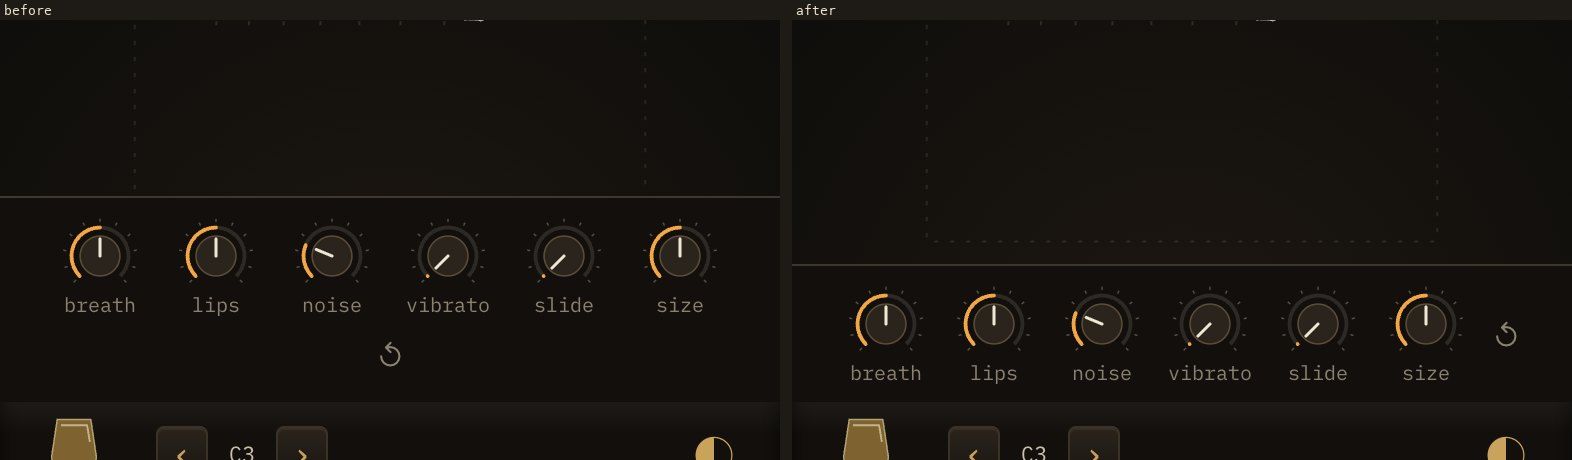 before
after
breath lips noise vibrato slide size
breath lips noise vibrato slide size
< C3 >
< C3 >